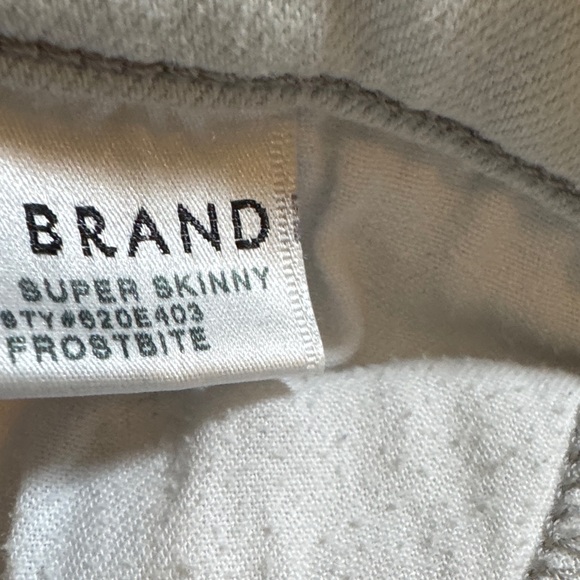 BRAND
SUPER SKINNY
STY#620E403
FROSTBITE